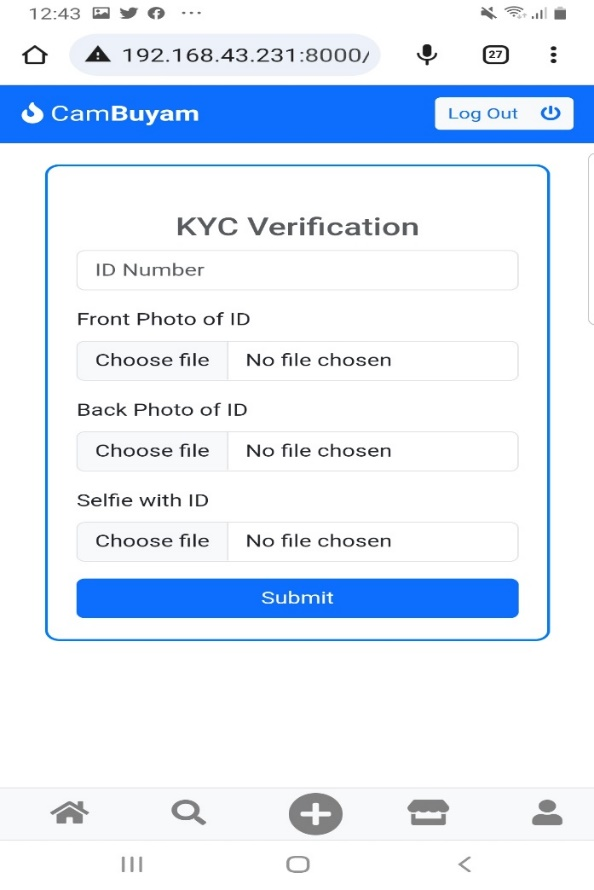 12:43
192.168.43.231:8000/
27
CamBuyam
Log Out
KYC Verification
ID Number
Front Photo of ID
Choose file No file chosen
Back Photo of ID
Choose file No file chosen
Selfie with ID
Choose file No file chosen
Submit